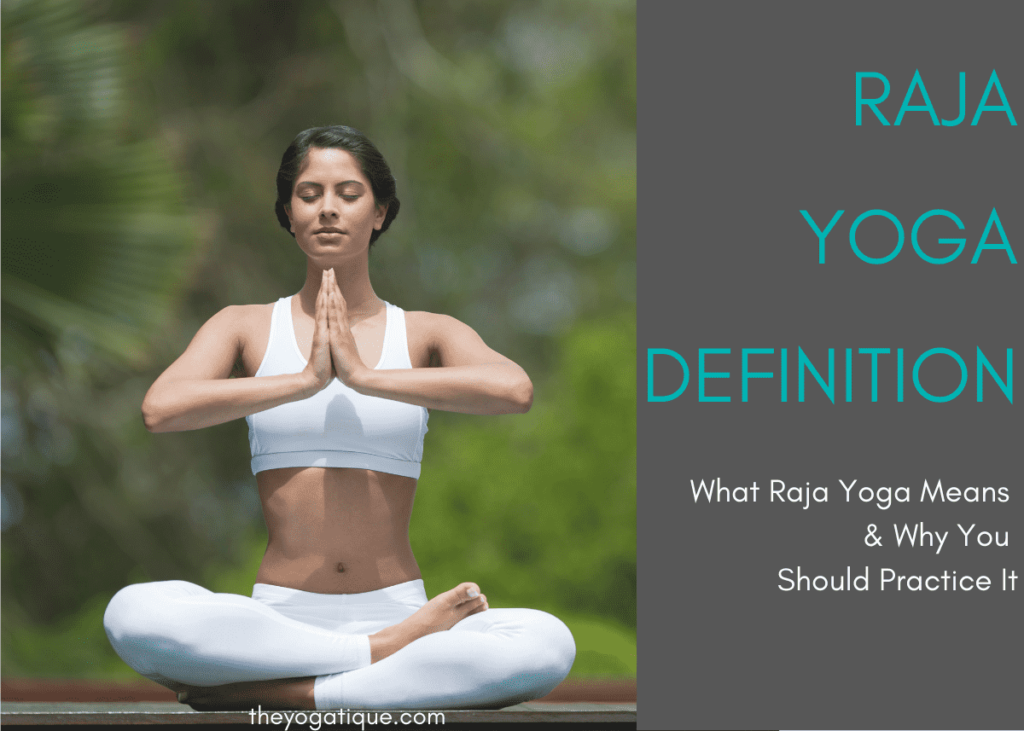 RAJA
YOGA
DEFINITION
What Raja Yoga Means
& Why You
Should Practice It
theyogatique.com